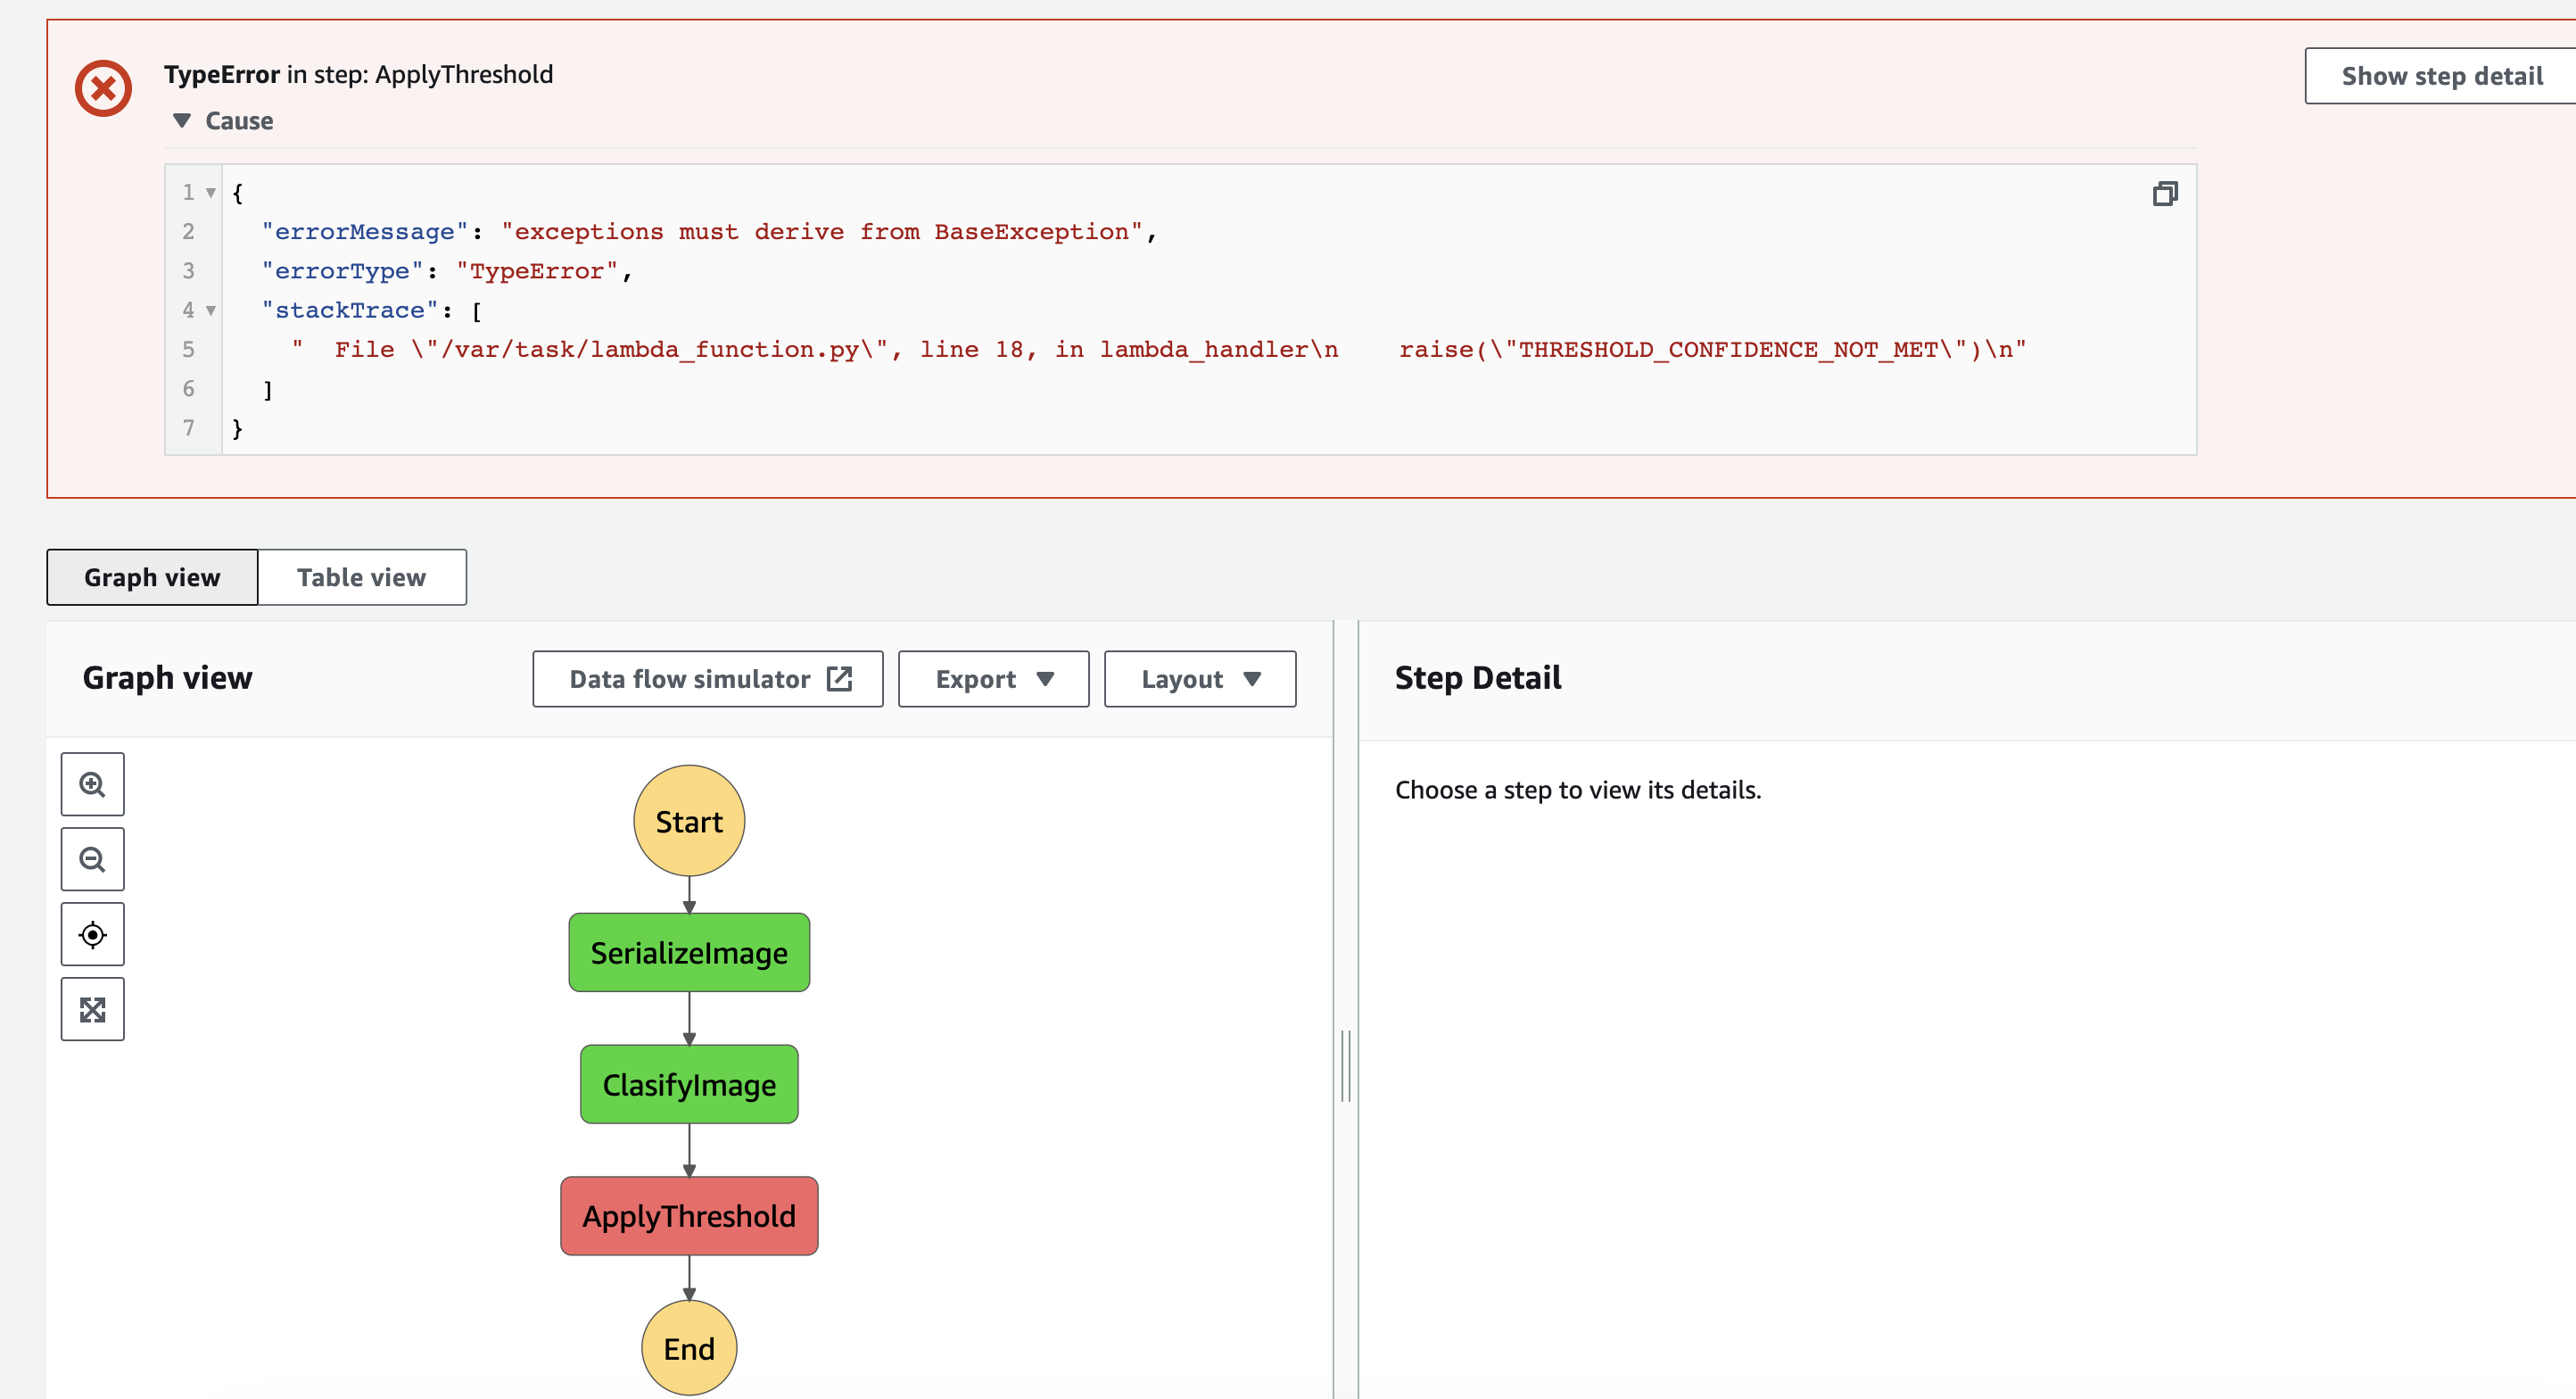 TypeError in step: ApplyThreshold
Show step detail
Cause
1 {
2 "errorMessage": "exceptions must derive from BaseException",
3 "errorType": "TypeError",
4 "stackTrace": [
5 "  File \"/var/task/lambda_function.py\", line 18, in lambda_handler\n    raise(\"THRESHOLD_CONFIDENCE_NOT_MET\")\n"
6 ]
7 }
Graph view
Table view
Graph view
Data flow simulator
Export
Layout
Step Detail
Choose a step to view its details.
Start
SerializeImage
ClasifyImage
ApplyThreshold
End